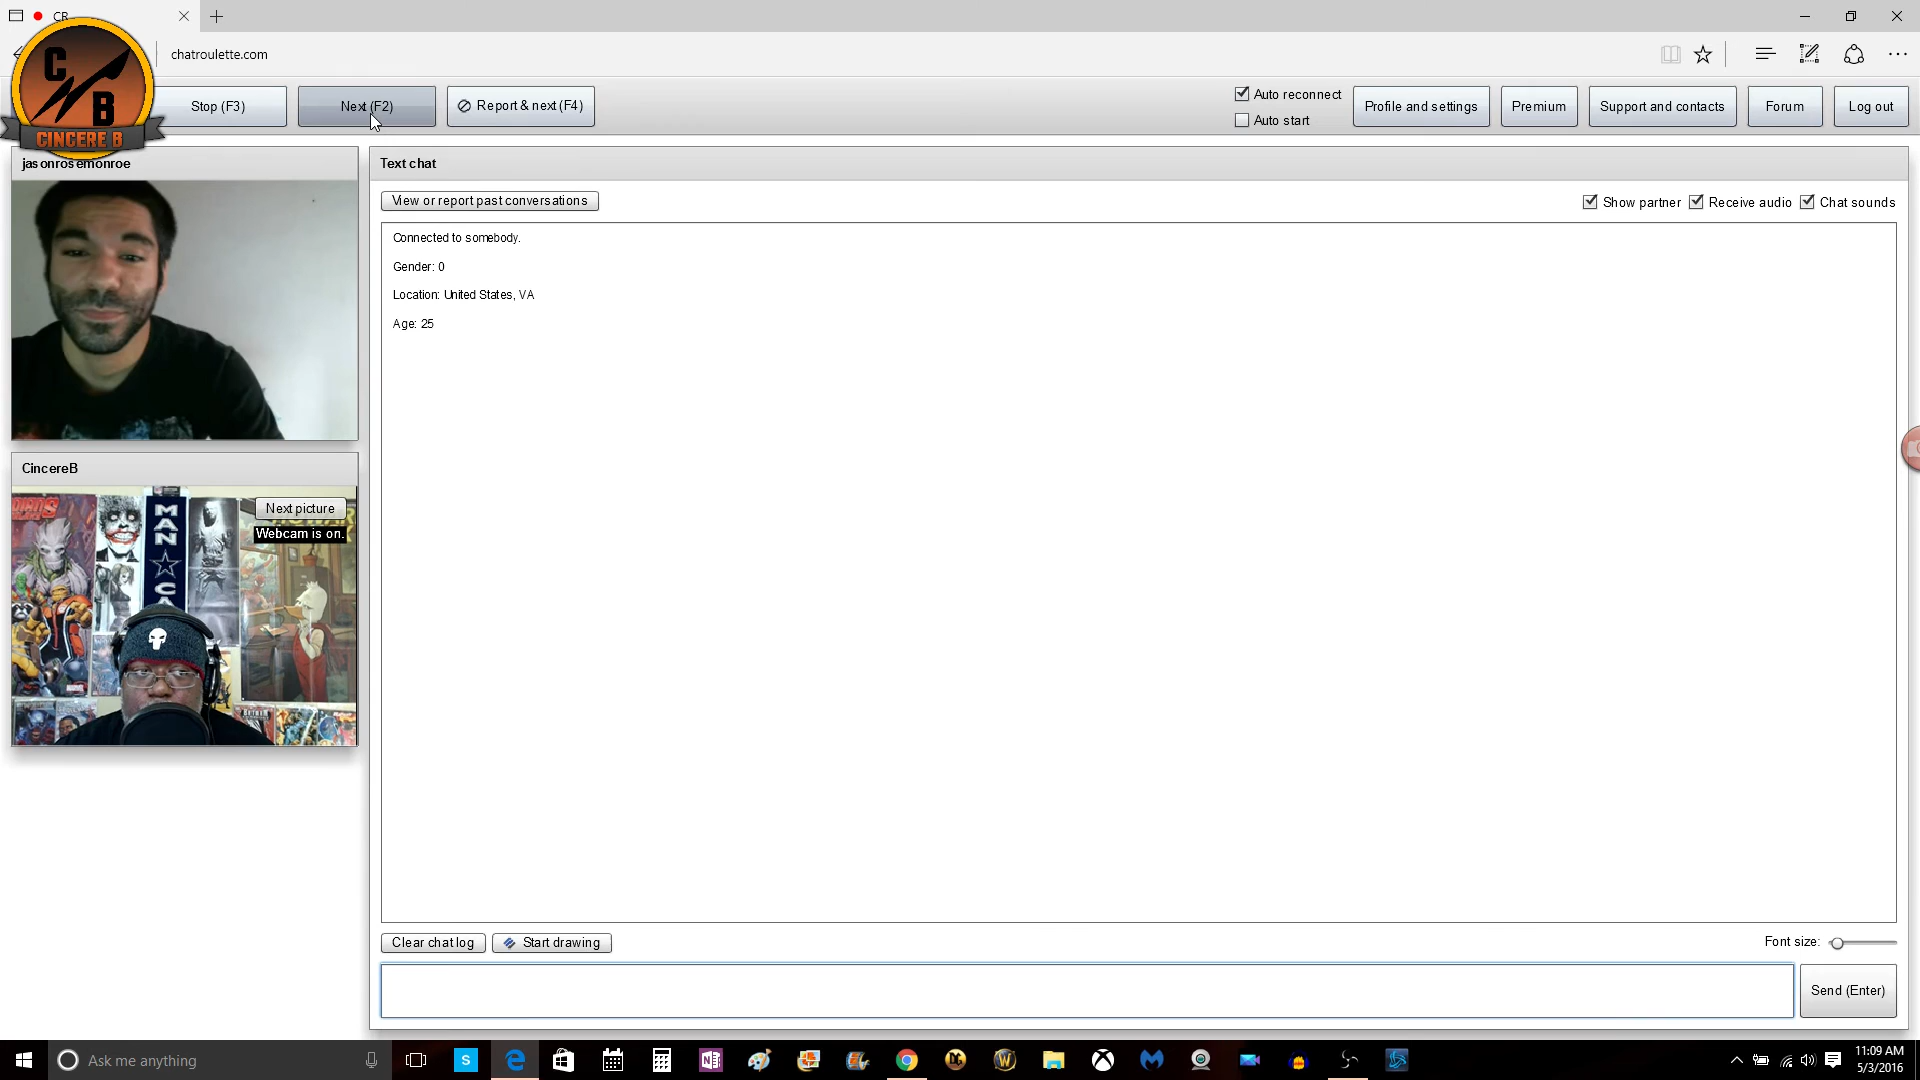 CR
chatroulette.com
C
B
CINCERE B
Stop (F3)
Next (F2)
Report & next (F4)
Auto reconnect
Auto start
Profile and settings
Premium
Support and contacts
Forum
Log out
jasonrosemonroe
Text chat
View or report past conversations
Show partner
Receive audio
Chat sounds
Connected to somebody.
Gender: 0
Location: United States, VA
Age: 25
CincereB
Next picture
Webcam is on.
MAN
CA
Clear chat log
Start drawing
Font size:
Send (Enter)
Ask me anything
11:09 AM
5/3/2016